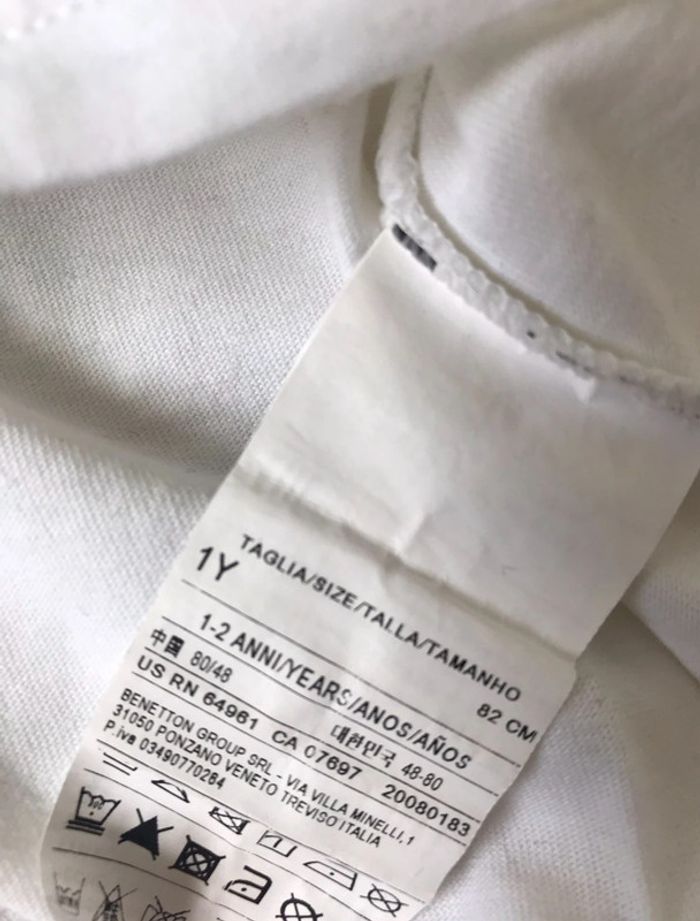 TAGLIA/SIZE/TALLA/TAMANHO
1Y 82 CM
1-2 ANNI/YEARS/ANOS/AÑOS
中国 80/48 대한민국 48-80
US RN 64961 CA 07697 20080183
BENETTON GROUP SRL - VIA VILLA MINELLI,1
31050 PONZANO VENETO TREVISO ITALIA
P.iva 03490770264